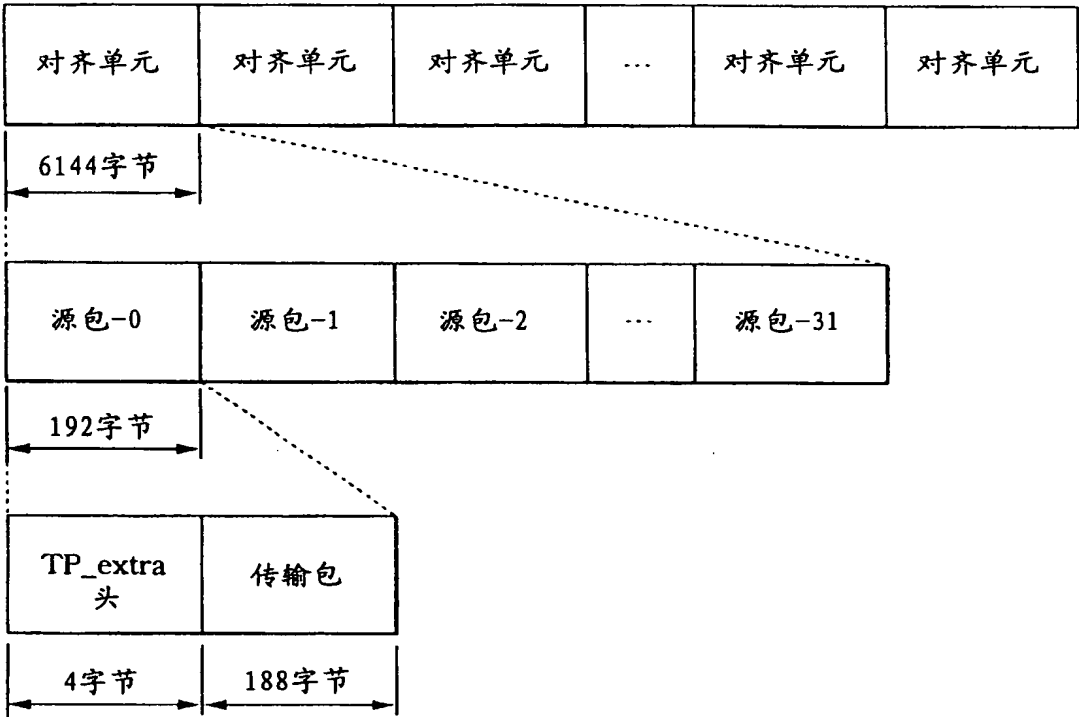 对齐单元 对齐单元 对齐单元 ... 对齐单元 对齐单元
6144字节
源包-0 源包-1 源包-2 ... 源包-31
192字节
TP_extra 传输包
头
4字节 188字节